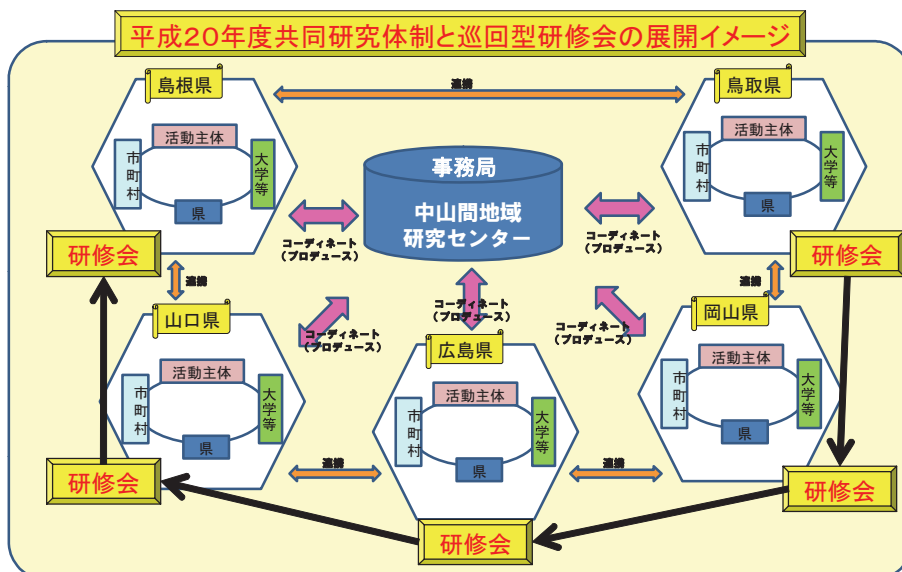 平成20年度共同研究体制と巡回型研修会の展開イメージ
島根県
活動主体
市町村
大学等
県
研修会
連携
鳥取県
活動主体
市町村
大学等
県
研修会
事務局
中山間地域
研究センター
コーディネート
(プロデュース)
コーディネート
(プロデュース)
コーディネート
(プロデュース)
コーディネート
(プロデュース)
コーディネート
(プロデュース)
連携
連携
山口県
活動主体
市町村
大学等
県
研修会
連携
広島県
活動主体
市町村
大学等
県
研修会
連携
岡山県
活動主体
市町村
大学等
県
研修会